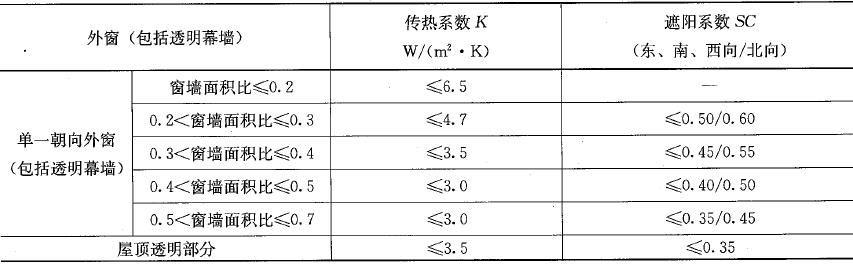 外窗（包括透明幕墙）
传热系数 K
W/(m²·K)
遮阳系数 SC
（东、南、西向/北向）
单一朝向外窗
（包括透明幕墙）
窗墙面积比≤0.2 ≤6.5 —
0.2<窗墙面积比≤0.3 ≤4.7 ≤0.50/0.60
0.3<窗墙面积比≤0.4 ≤3.5 ≤0.45/0.55
0.4<窗墙面积比≤0.5 ≤3.0 ≤0.40/0.50
0.5<窗墙面积比≤0.7 ≤3.0 ≤0.35/0.45
屋顶透明部分 ≤3.5 ≤0.35